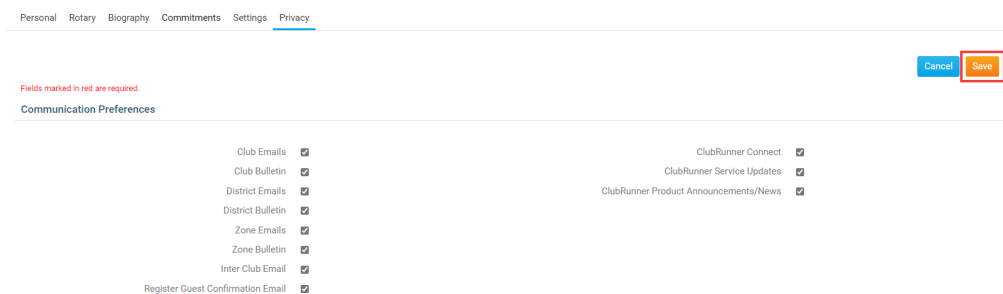 Personal Rotary Biography Commitments Settings Privacy
Cancel Save
Fields marked in red are required.
Communication Preferences
Club Emails
ClubRunner Connect
Club Bulletin
ClubRunner Service Updates
District Emails
ClubRunner Product Announcements/News
District Bulletin
Zone Emails
Zone Bulletin
Inter Club Email
Register Guest Confirmation Email